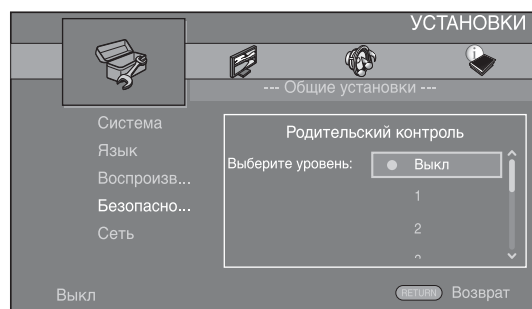 УСТАНОВКИ
--- Общие установки ---
Система
Язык
Воспроизв...
Безопасно...
Сеть
Родительский контроль
Выберите уровень:
Выкл
1
2
Выкл
RETURN Возврат